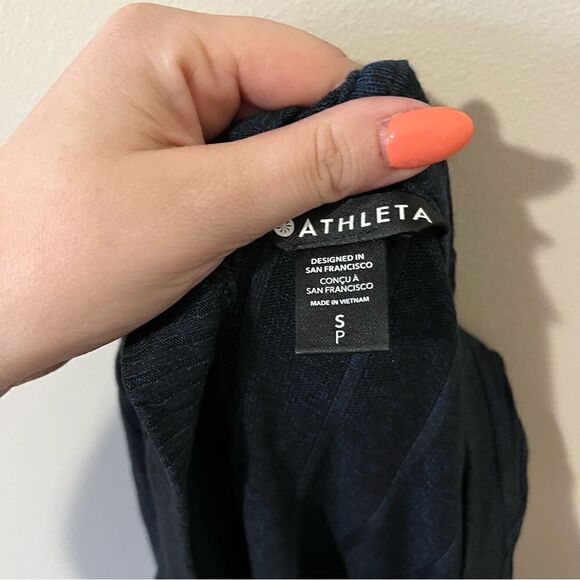 ATHLETA
DESIGNED IN
SAN FRANCISCO
CONÇU À
SAN FRANCISCO
MADE IN VIETNAM
S
P